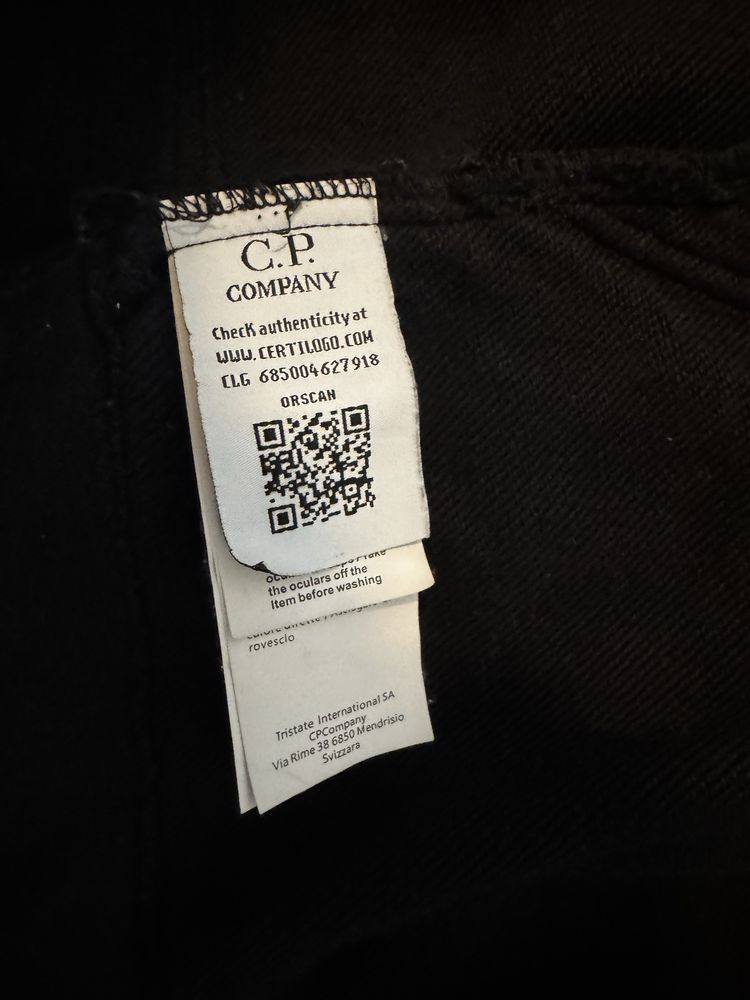 C.P.
COMPANY
Check authenticity at
WWW.CERTILOGO.COM
CLG 685004627918
ORSCAN
the oculars off the
Item before washing
rovescio
Tristate International SA
CPCompany
Via Rime 38 6850 Mendrisio
Svizzara